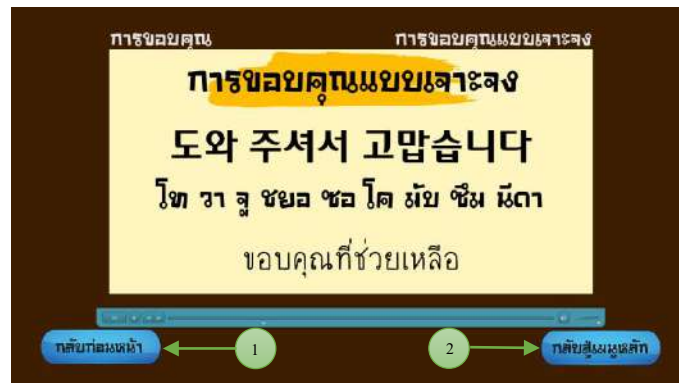 การขอบคุณ การขอบคุณแบบเจาะจง
การขอบคุณแบบเจาะจง
도와 주셔서 고맙습니다
โท วา จู ชยอ ซอ โค มับ ซึม นีดา
ขอบคุณที่ช่วยเหลือ
กลับก่อนหน้า 1 2 กลับสู่เมนูหลัก